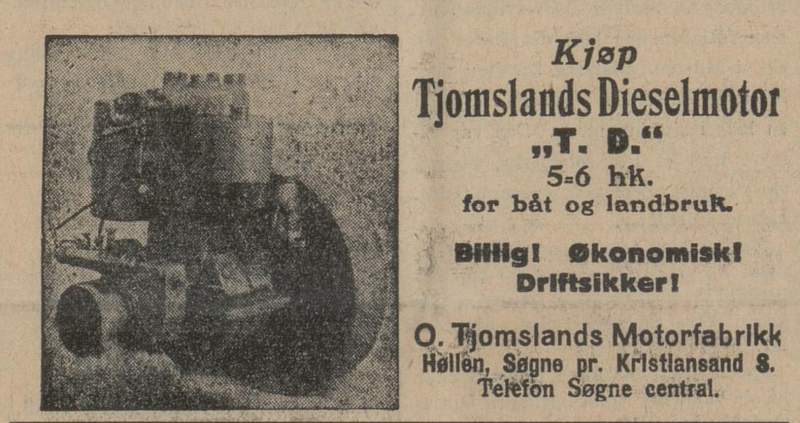 Kjøp
Tjomslands Dieselmotor
„T. D.“
5=6 hk.
for båt og landbruk.
Billig! Økonomisk!
Driftsikker!
O. Tjomslands Motorfabrikk
Høllen, Søgne pr. Kristiansand S.
Telefon Søgne central.